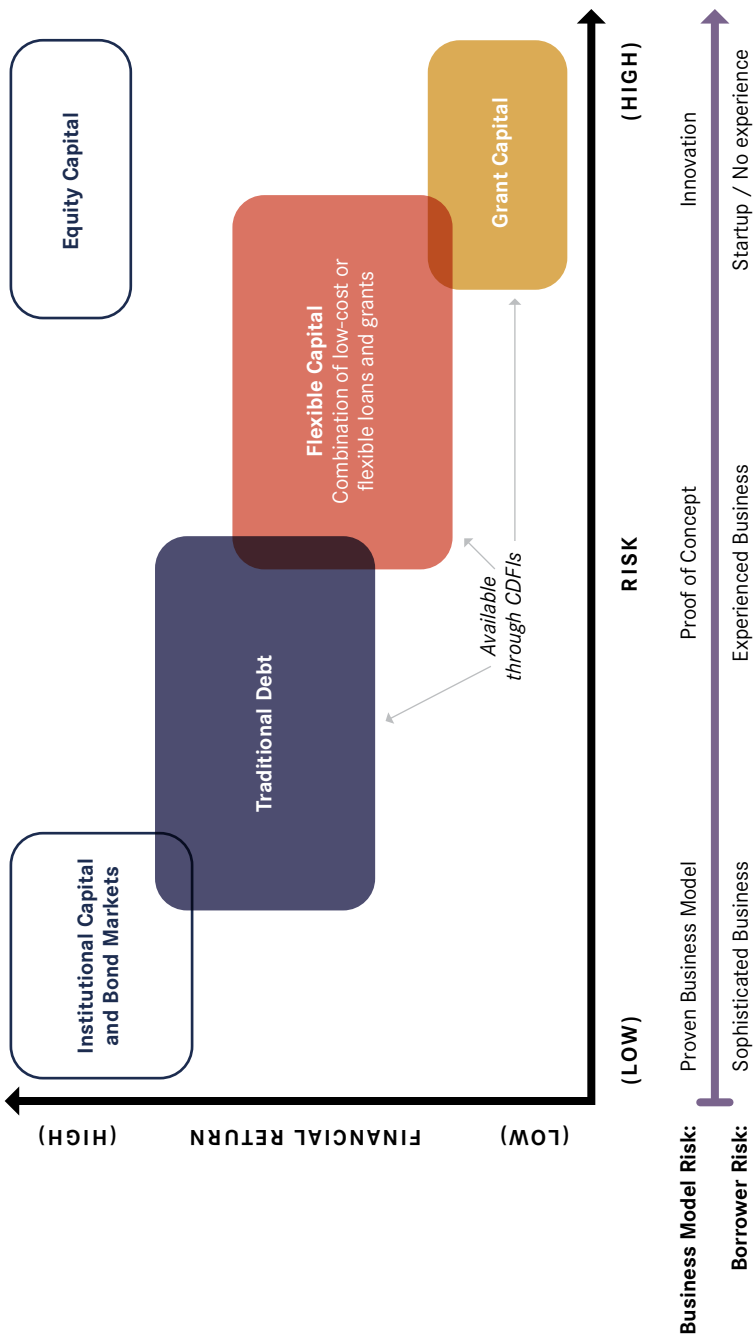 Institutional Capital
and Bond Markets
Equity Capital
Traditional Debt
Flexible Capital
Combination of low-cost or
flexible loans and grants
Grant Capital
Available
through CDFIs
(HIGH)
FINANCIAL RETURN
(LOW)
(LOW)
RISK
(HIGH)
Business Model Risk:
Proven Business Model
Proof of Concept
Innovation
Borrower Risk:
Sophisticated Business
Experienced Business
Startup / No experience